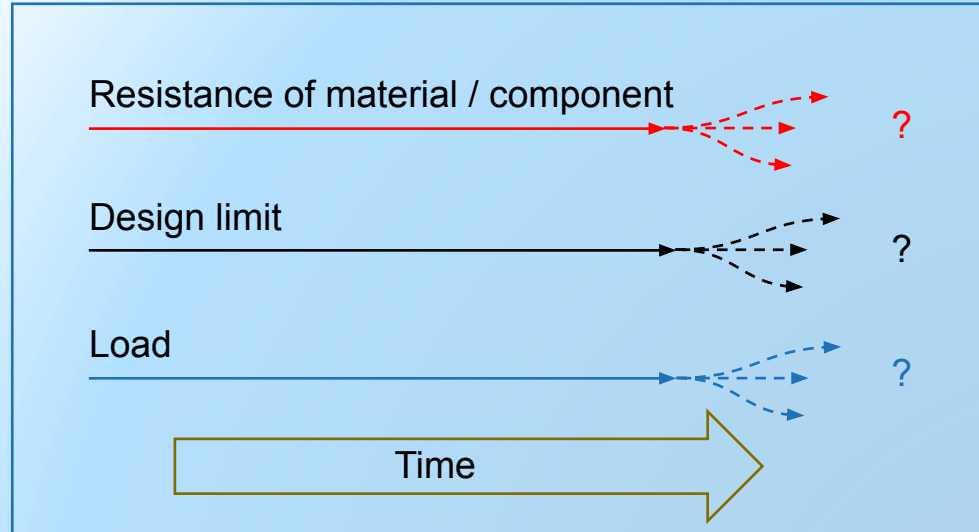 Resistance of material / component
?
Design limit
?
Load
?
Time